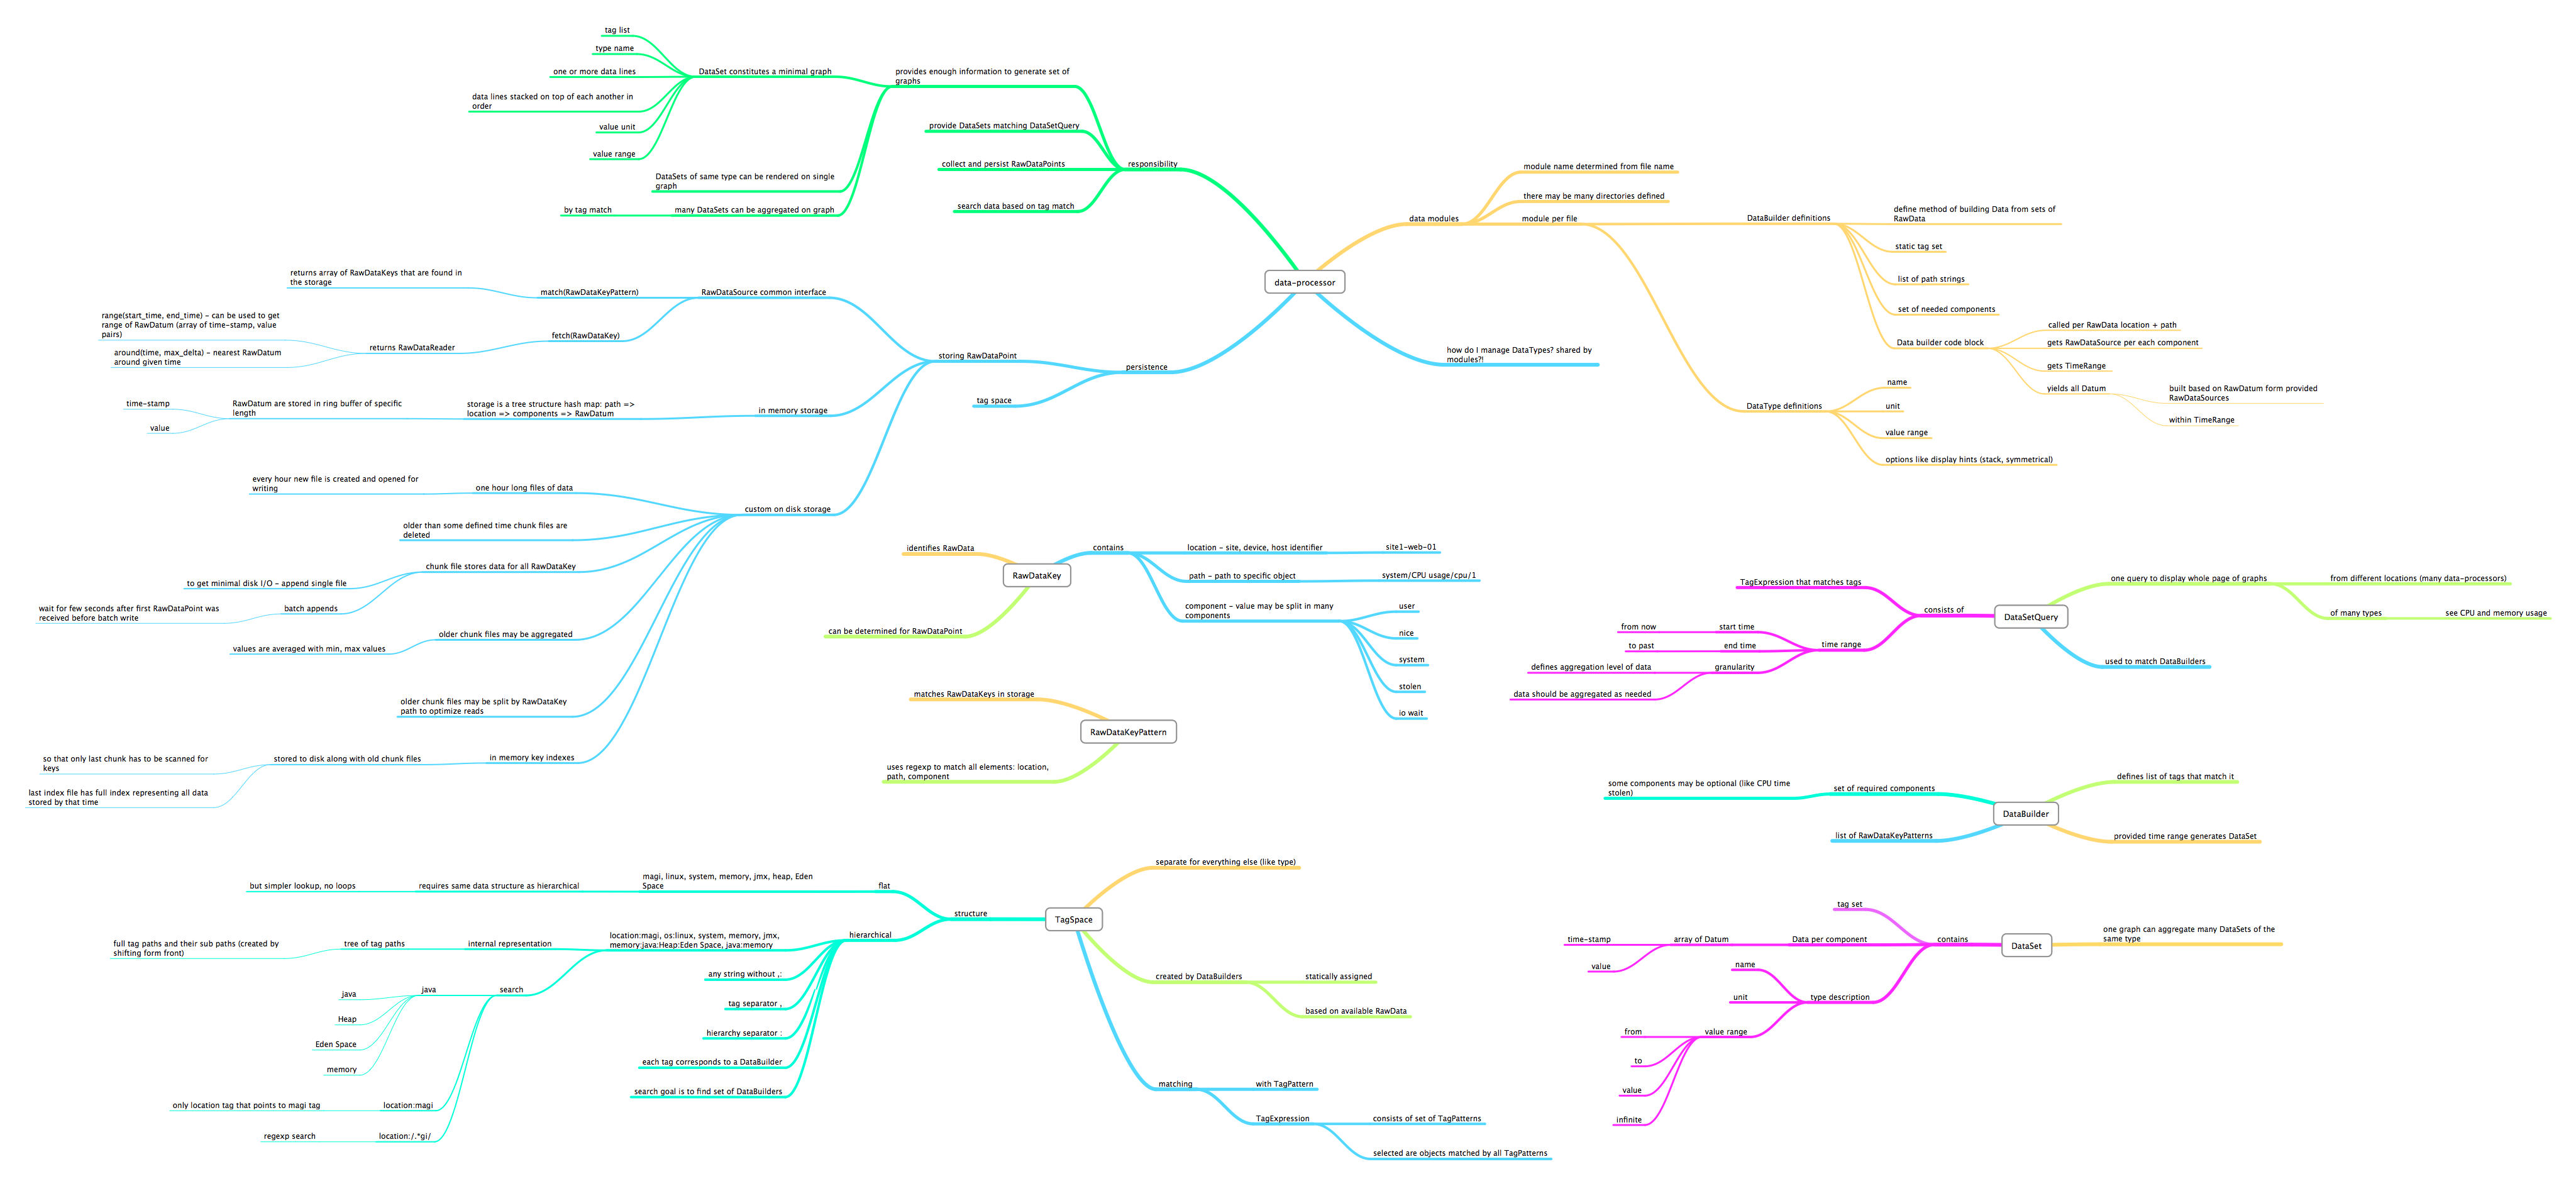 data-processor
responsibility
provides enough information to generate set of
graphs
DataSet constitutes a minimal graph
tag list
type name
one or more data lines
data lines stacked on top of each another in
order
value unit
value range
DataSets of same type can be rendered on single
graph
many DataSets can be aggregated on graph
by tag match
provide DataSets matching DataSetQuery
collect and persist RawDataPoints
search data based on tag match
data modules
module name determined from file name
there may be many directories defined
module per file
DataBuilder definitions
define method of building Data from sets of
RawData
static tag set
list of path strings
set of needed components
Data builder code block
called per RawData location + path
gets RawDataSource per each component
gets TimeRange
yields all Datum
built based on RawDatum form provided
RawDataSources
within TimeRange
DataType definitions
name
unit
value range
options like display hints (stack, symmetrical)
how do I manage DataTypes? shared by
modules?!
persistence
storing RawDataPoint
RawDataSource common interface
match(RawDataKeyPattern)
returns array of RawDataKeys that are found in
the storage
fetch(RawDataKey)
returns RawDataReader
range(start_time, end_time) - can be used to get
range of RawDatum (array of time-stamp, value
pairs)
around(time, max_delta) - nearest RawDatum
around given time
in memory storage
storage is a tree structure hash map: path =>
location => components => RawDatum
RawDatum are stored in ring buffer of specific
length
time-stamp
value
custom on disk storage
one hour long files of data
every hour new file is created and opened for
writing
older than some defined time chunk files are
deleted
chunk file stores data for all RawDataKey
to get minimal disk I/O - append single file
batch appends
wait for few seconds after first RawDataPoint was
received before batch write
older chunk files may be aggregated
values are averaged with min, max values
older chunk files may be split by RawDataKey
path to optimize reads
in memory key indexes
stored to disk along with old chunk files
so that only last chunk has to be scanned for
keys
last index file has full index representing all data
stored by that time
tag space
RawDataKey
identifies RawData
can be determined for RawDataPoint
contains
location - site, device, host identifier
site1-web-01
path - path to specific object
system/CPU usage/cpu/1
component - value may be split in many
components
user
nice
system
stolen
io wait
RawDataKeyPattern
matches RawDataKeys in storage
uses regexp to match all elements: location,
path, component
DataSetQuery
consists of
TagExpression that matches tags
time range
start time
from now
end time
to past
granularity
defines aggregation level of data
data should be aggregated as needed
one query to display whole page of graphs
from different locations (many data-processors)
of many types
see CPU and memory usage
used to match DataBuilders
DataBuilder
set of required components
some components may be optional (like CPU time
stolen)
list of RawDataKeyPatterns
defines list of tags that match it
provided time range generates DataSet
DataSet
contains
tag set
Data per component
array of Datum
time-stamp
value
type description
name
unit
value range
from
to
value
infinite
one graph can aggregate many DataSets of the
same type
TagSpace
separate for everything else (like type)
structure
flat
magi, linux, system, memory, jmx, heap, Eden
Space
requires same data structure as hierarchical
but simpler lookup, no loops
hierarchical
location:magi, os:linux, system, memory, jmx,
memory:java:Heap:Eden Space, java:memory
internal representation
tree of tag paths
full tag paths and their sub paths (created by
shifting form front)
search
java
java
Heap
Eden Space
memory
location:magi
only location tag that points to magi tag
location:/.*gi/
regexp search
any string without ,:
tag separator ,
hierarchy separator :
each tag corresponds to a DataBuilder
search goal is to find set of DataBuilders
created by DataBuilders
statically assigned
based on available RawData
matching
with TagPattern
TagExpression
consists of set of TagPatterns
selected are objects matched by all TagPatterns